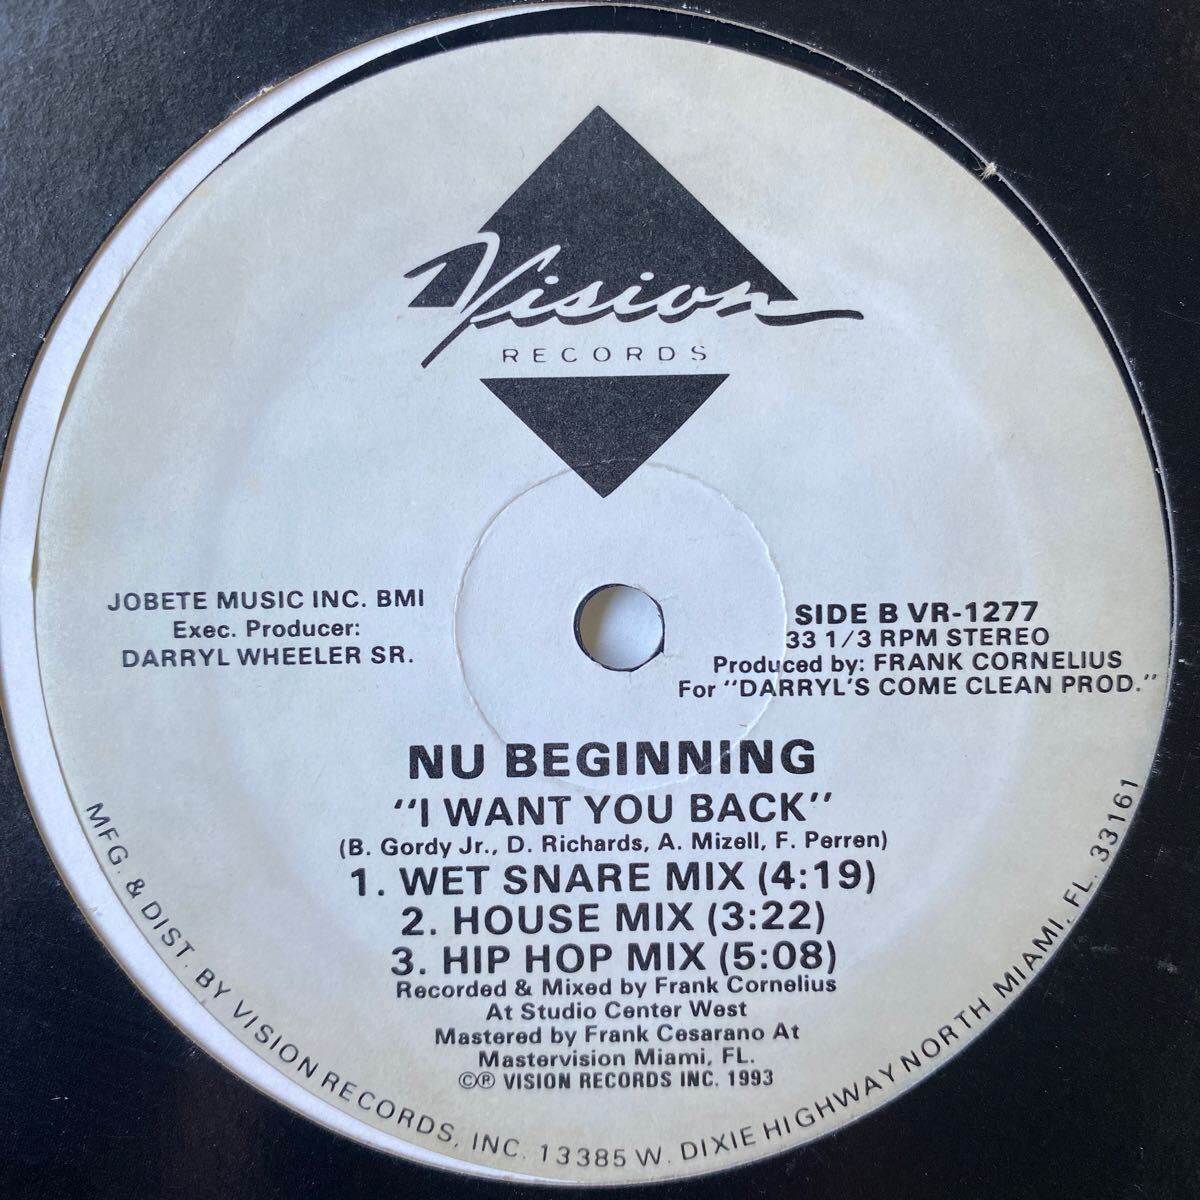 Vision
RECORDS
JOBETE MUSIC INC. BMI
Exec. Producer:
DARRYL WHEELER SR.
SIDE B VR-1277
33 1/3 RPM STEREO
Produced by: FRANK CORNELIUS
For "DARRYL'S COME CLEAN PROD."
NU BEGINNING
"I WANT YOU BACK"
(B. Gordy Jr., D. Richards, A. Mizell, F. Perren)
1. WET SNARE MIX (4:19)
2. HOUSE MIX (3:22)
3. HIP HOP MIX (5:08)
Recorded & Mixed by Frank Cornelius
At Studio Center West
Mastered by Frank Cesarano At
Mastervision Miami, FL.
©℗ VISION RECORDS INC. 1993
MFG. & DIST. BY VISION RECORDS, INC. 13385 W. DIXIE HIGHWAY NORTH MIAMI, FL. 33161